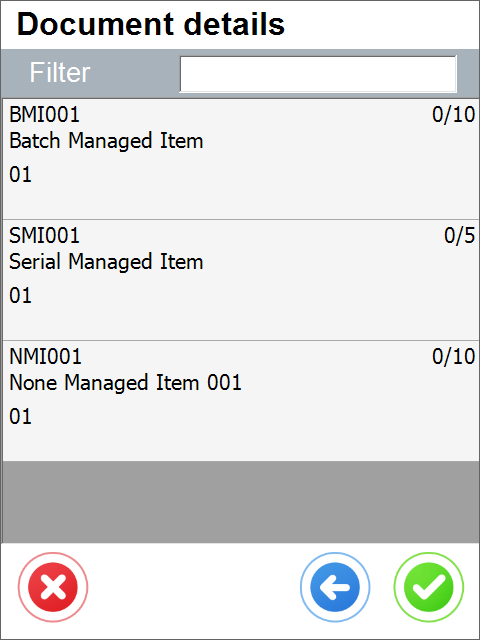 Document details
Filter
BMI001 0/10
Batch Managed Item
01
SMI001 0/5
Serial Managed Item
01
NMI001 0/10
None Managed Item 001
01